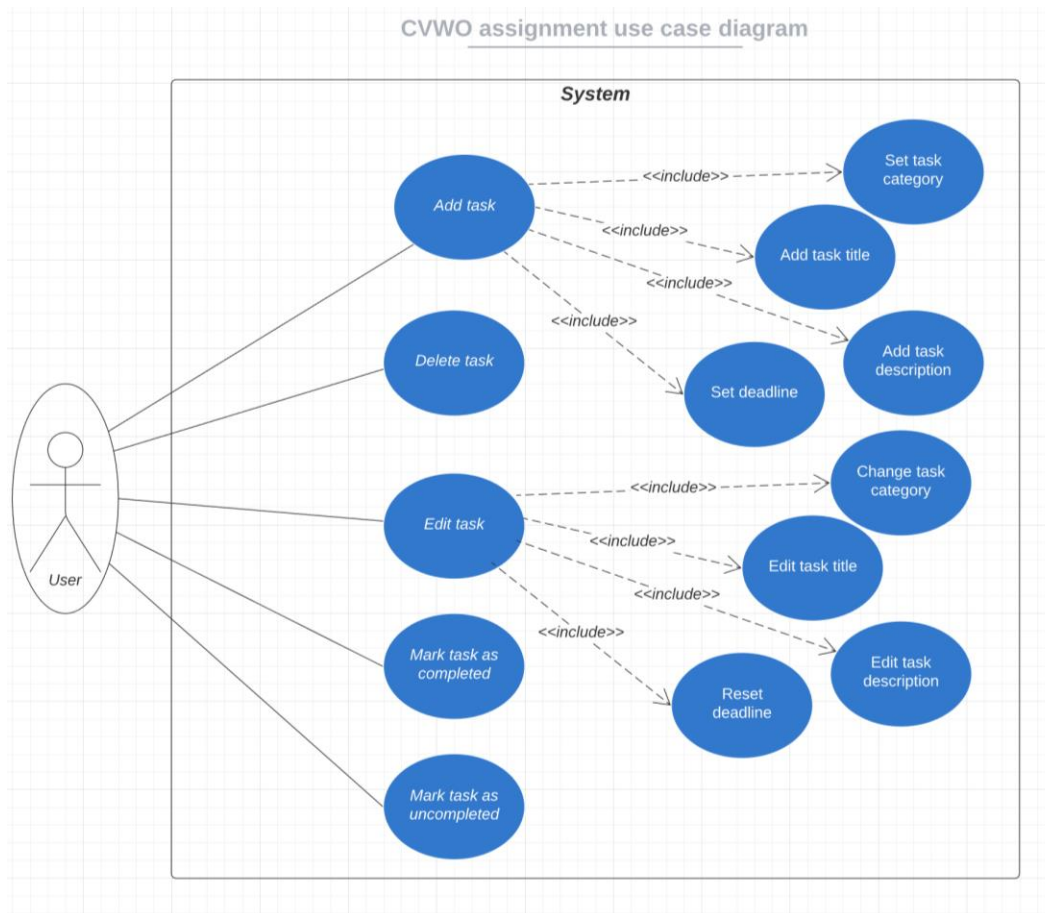 CVWO assignment use case diagram
System
Set task
category
<<include>>
Add task
<<include>>
Add task title
<<include>>
<<include>>
Add task
description
Delete task
Set deadline
Change task
category
<<include>>
Edit task
<<include>>
Edit task title
User
<<include>>
<<include>>
Mark task as
completed
Edit task
description
Reset
deadline
Mark task as
uncompleted